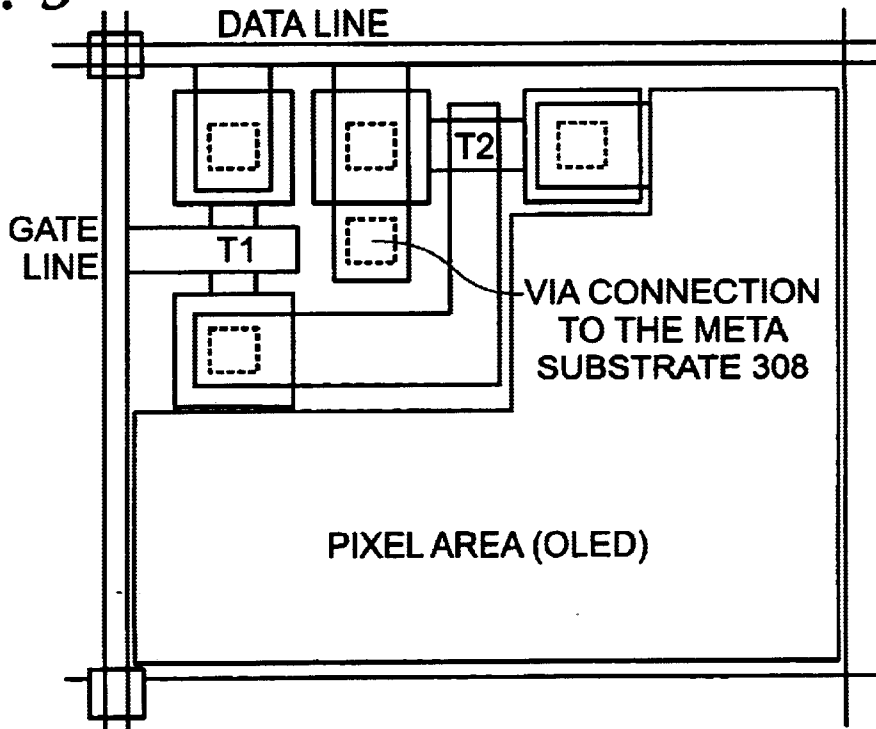 DATA LINE
T2
GATE
LINE
T1
VIA CONNECTION
TO THE META
SUBSTRATE 308
PIXEL AREA (OLED)